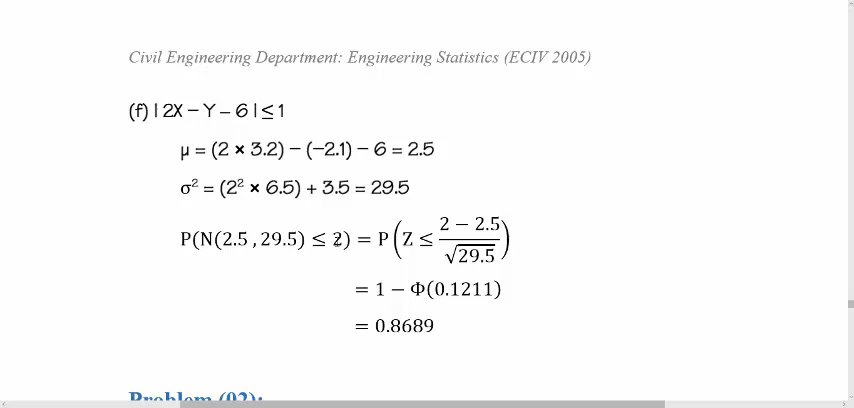 Civil Engineering Department: Engineering Statistics (ECIV 2005)
(f) | 2X − Y − 6 | ≤ 1
μ = (2 × 3.2) − (−2.1) − 6 = 2.5
σ² = (2² × 6.5) + 3.5 = 29.5
P(N(2.5 , 29.5) ≤ 2) = P(Z ≤ (2 − 2.5)/√29.5)
= 1 − Φ(0.1211)
= 0.8689
Problem (02):